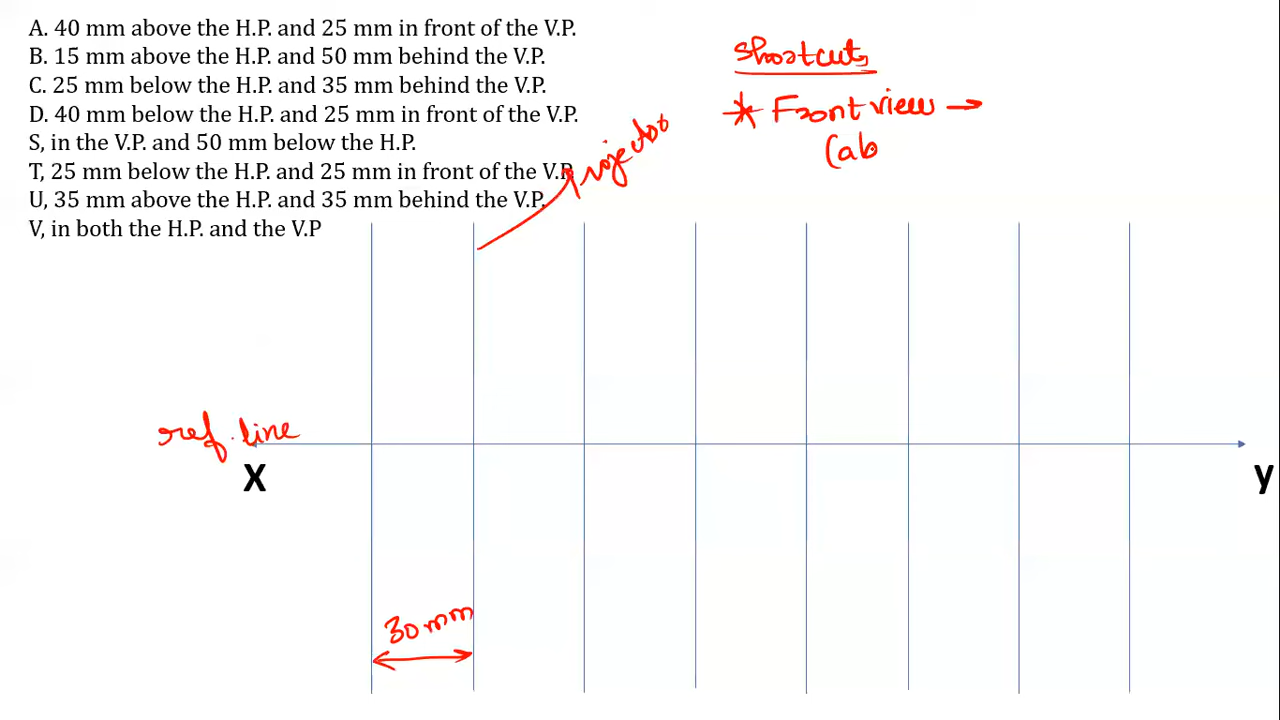 A. 40 mm above the H.P. and 25 mm in front of the V.P.
B. 15 mm above the H.P. and 50 mm behind the V.P.
C. 25 mm below the H.P. and 35 mm behind the V.P.
D. 40 mm below the H.P. and 25 mm in front of the V.P.
S, in the V.P. and 50 mm below the H.P.
T, 25 mm below the H.P. and 25 mm in front of the V.P.
U, 35 mm above the H.P. and 35 mm behind the V.P.
V, in both the H.P. and the V.P
Shortcuts
* Front view →
(ab
Projector
ref. line
X
y
30 mm